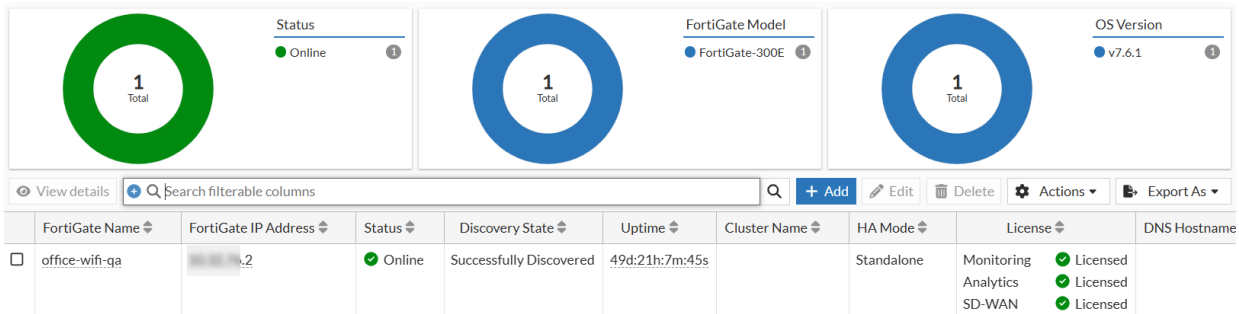 Status
Online 1
1
Total
FortiGate Model
FortiGate-300E 1
1
Total
OS Version
v7.6.1 1
1
Total
View details
Search filterable columns
Add
Edit
Delete
Actions
Export As
FortiGate Name FortiGate IP Address Status Discovery State Uptime Cluster Name HA Mode License DNS Hostname
office-wifi-qa .2 Online Successfully Discovered 49d:21h:7m:45s Standalone Monitoring Licensed
Analytics Licensed
SD-WAN Licensed